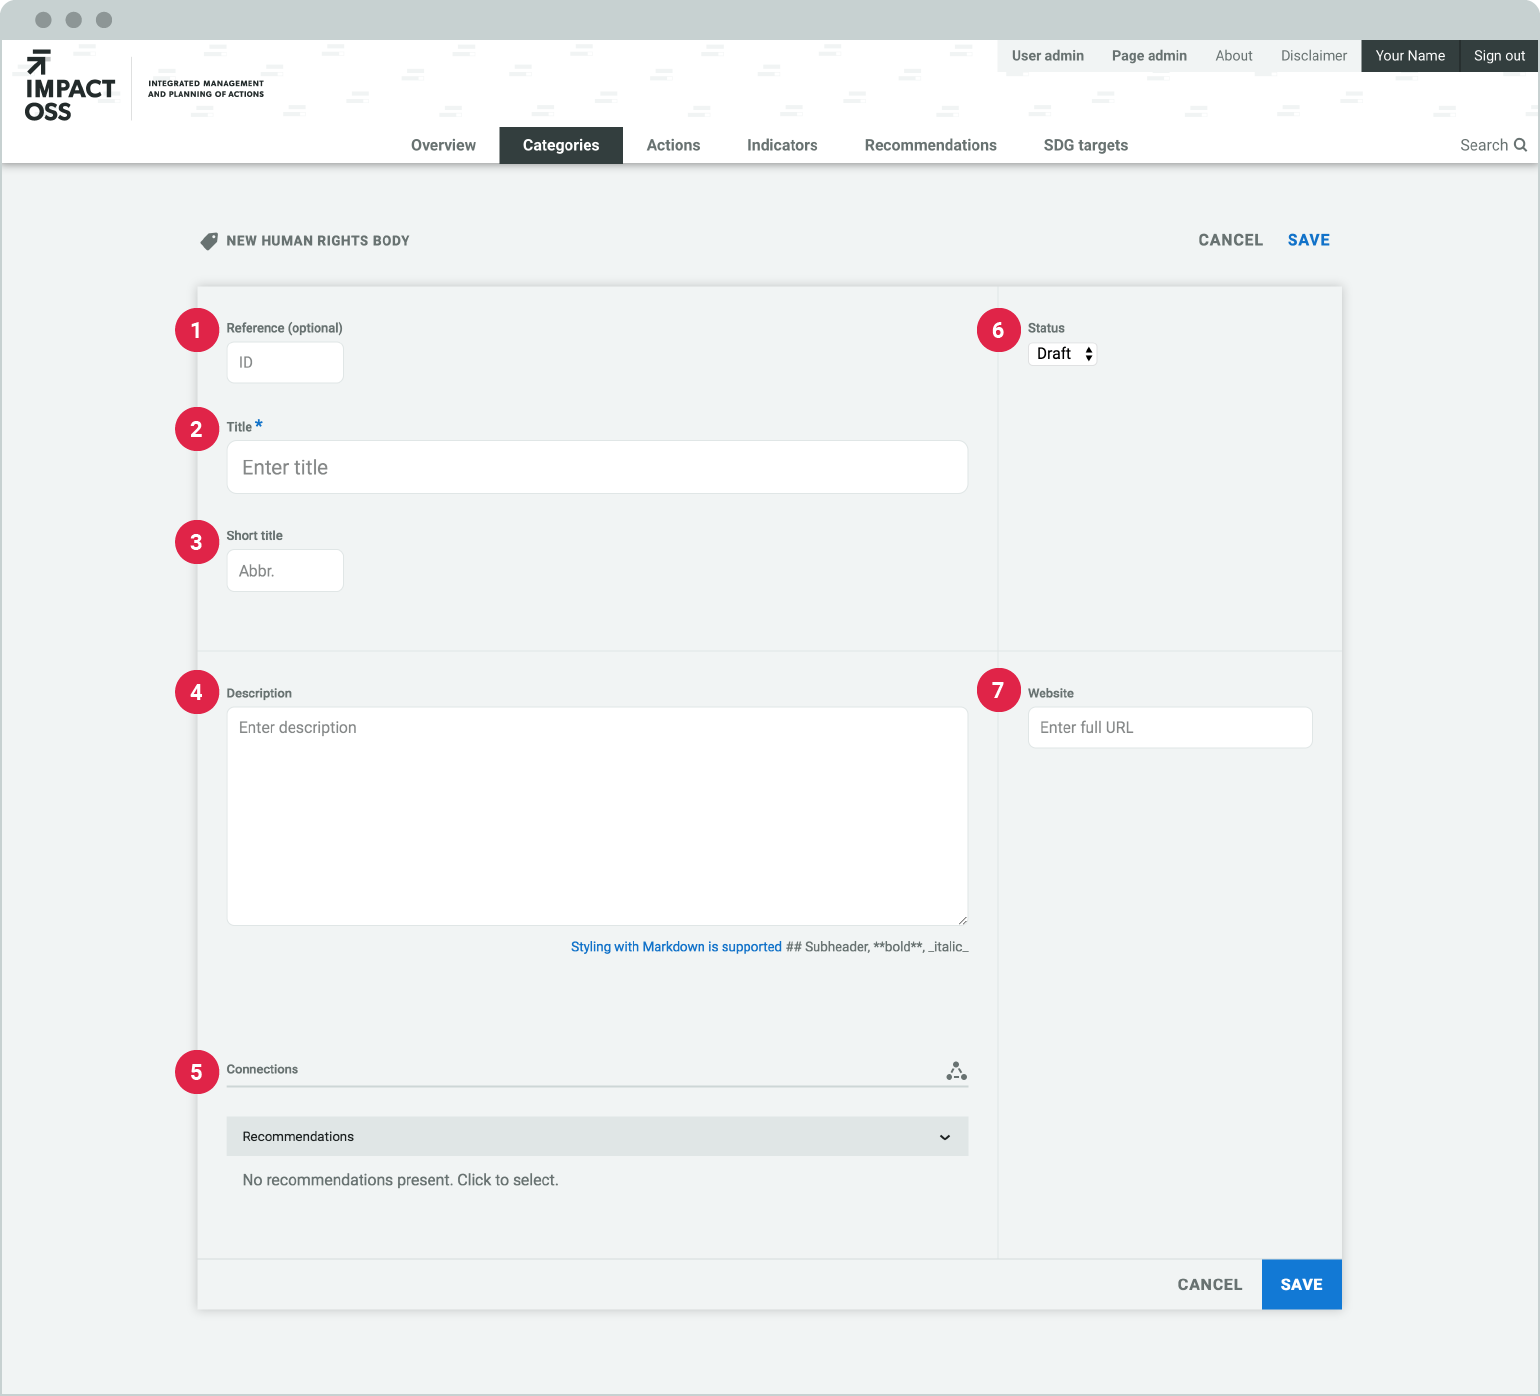 User admin Page admin About Disclaimer Your Name Sign out
IMPACT
OSS
INTEGRATED MANAGEMENT
AND PLANNING OF ACTIONS
Overview Categories Actions Indicators Recommendations SDG targets Search
NEW HUMAN RIGHTS BODY CANCEL SAVE
1 Reference (optional)
ID
2 Title *
Enter title
3 Short title
Abbr.
6 Status
Draft
4 Description
Enter description
Styling with Markdown is supported ## Subheader, **bold**, _italic_
7 Website
Enter full URL
5 Connections
Recommendations
No recommendations present. Click to select.
CANCEL SAVE